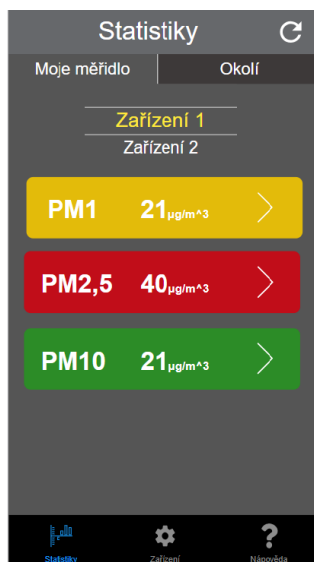 Statistiky
Moje měřidlo Okolí
Zařízení 1
Zařízení 2
PM1 21µg/m^3
PM2,5 40µg/m^3
PM10 21µg/m^3
Statistiky Zařízení Nápověda